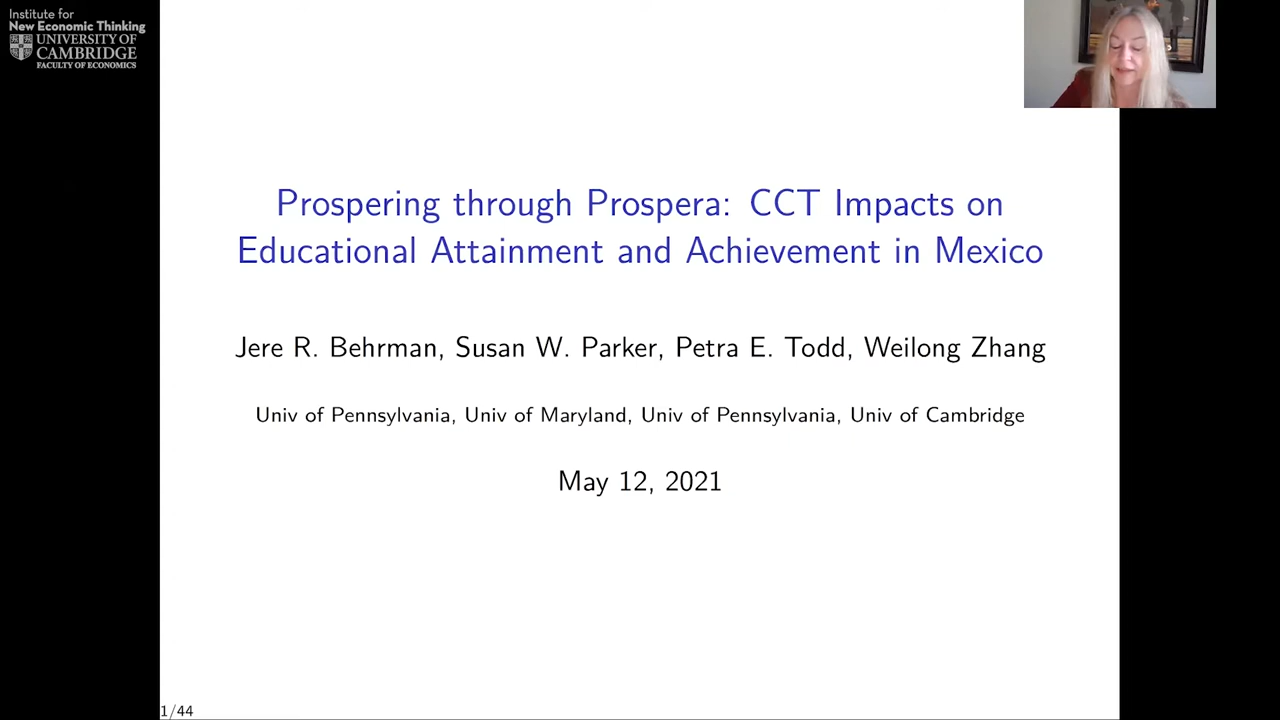 Institute for
New Economic Thinking
UNIVERSITY OF
CAMBRIDGE
FACULTY OF ECONOMICS
Prospering through Prospera: CCT Impacts on
Educational Attainment and Achievement in Mexico
Jere R. Behrman, Susan W. Parker, Petra E. Todd, Weilong Zhang
Univ of Pennsylvania, Univ of Maryland, Univ of Pennsylvania, Univ of Cambridge
May 12, 2021
1/44